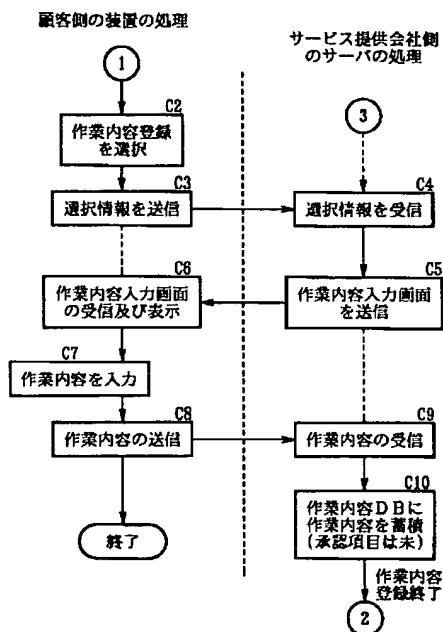 顧客側の装置の処理
サービス提供会社側
のサーバの処理
1
3
C2
作業内容登録
を選択
C3
選択情報を送信
C4
選択情報を受信
C5
作業内容入力画面
を送信
C6
作業内容入力画面
の受信及び表示
C7
作業内容を入力
C8
作業内容の送信
C9
作業内容の受信
C10
作業内容DBに
作業内容を蓄積
(承認項目は未)
終了
作業内容
登録終了
2